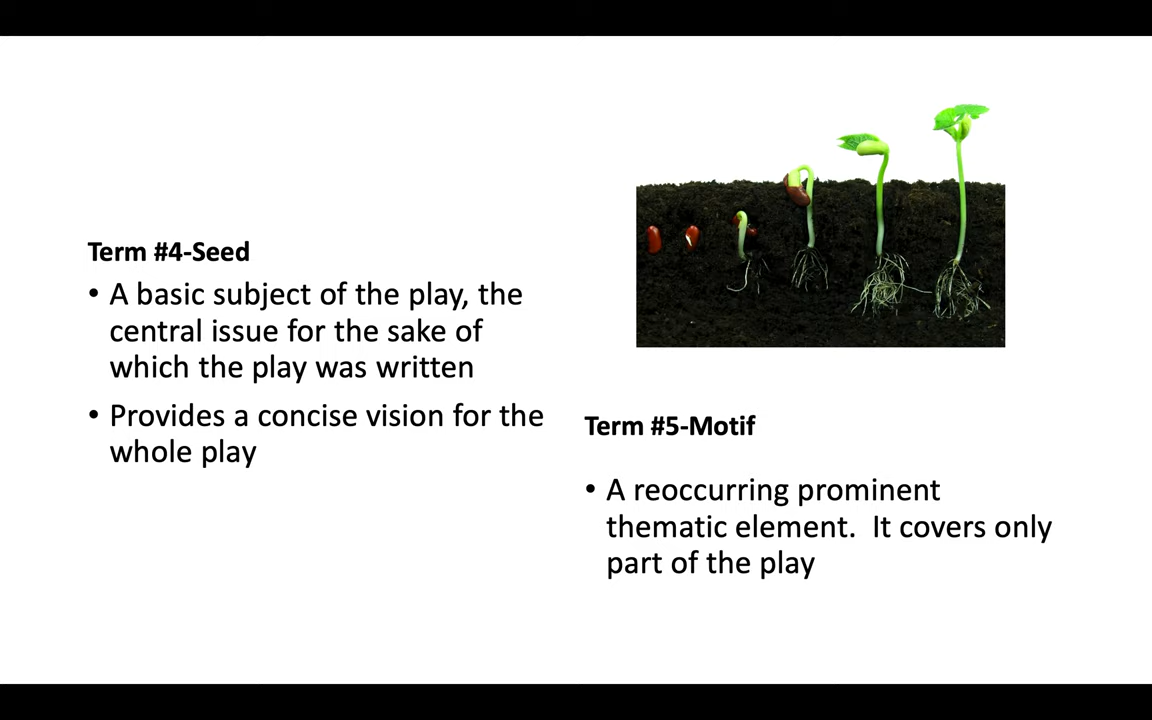 Term #4-Seed
• A basic subject of the play, the
central issue for the sake of
which the play was written
• Provides a concise vision for the
whole play
Term #5-Motif
• A reoccurring prominent
thematic element.  It covers only
part of the play